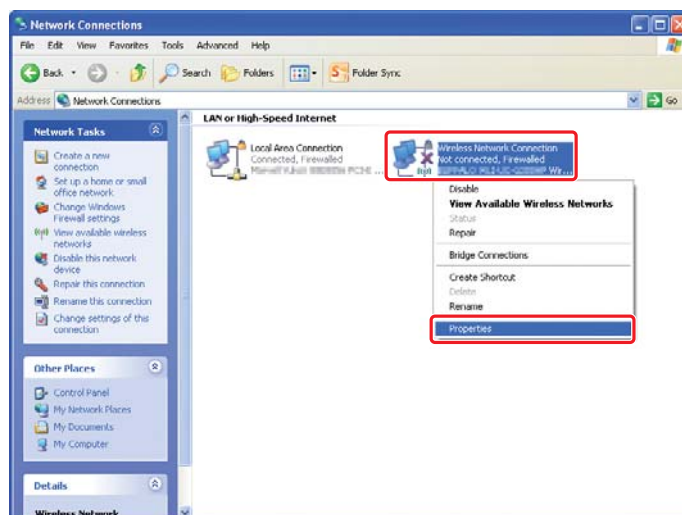 Network Connections
File Edit View Favorites Tools Advanced Help
Back Search Folders Folder Sync
Address Network Connections Go
Network Tasks
Create a new
connection
Set up a home or small
office network
Change Windows
Firewall settings
View available wireless
networks
Disable this network
device
Repair this connection
Rename this connection
Change settings of this
connection
Other Places
Control Panel
My Network Places
My Documents
My Computer
Details
Wireless Network
LAN or High-Speed Internet
Local Area Connection
Connected, Firewalled
Wireless Network Connection
Not connected, Firewalled
Wir...
Disable
View Available Wireless Networks
Status
Repair
Bridge Connections
Create Shortcut
Delete
Rename
Properties